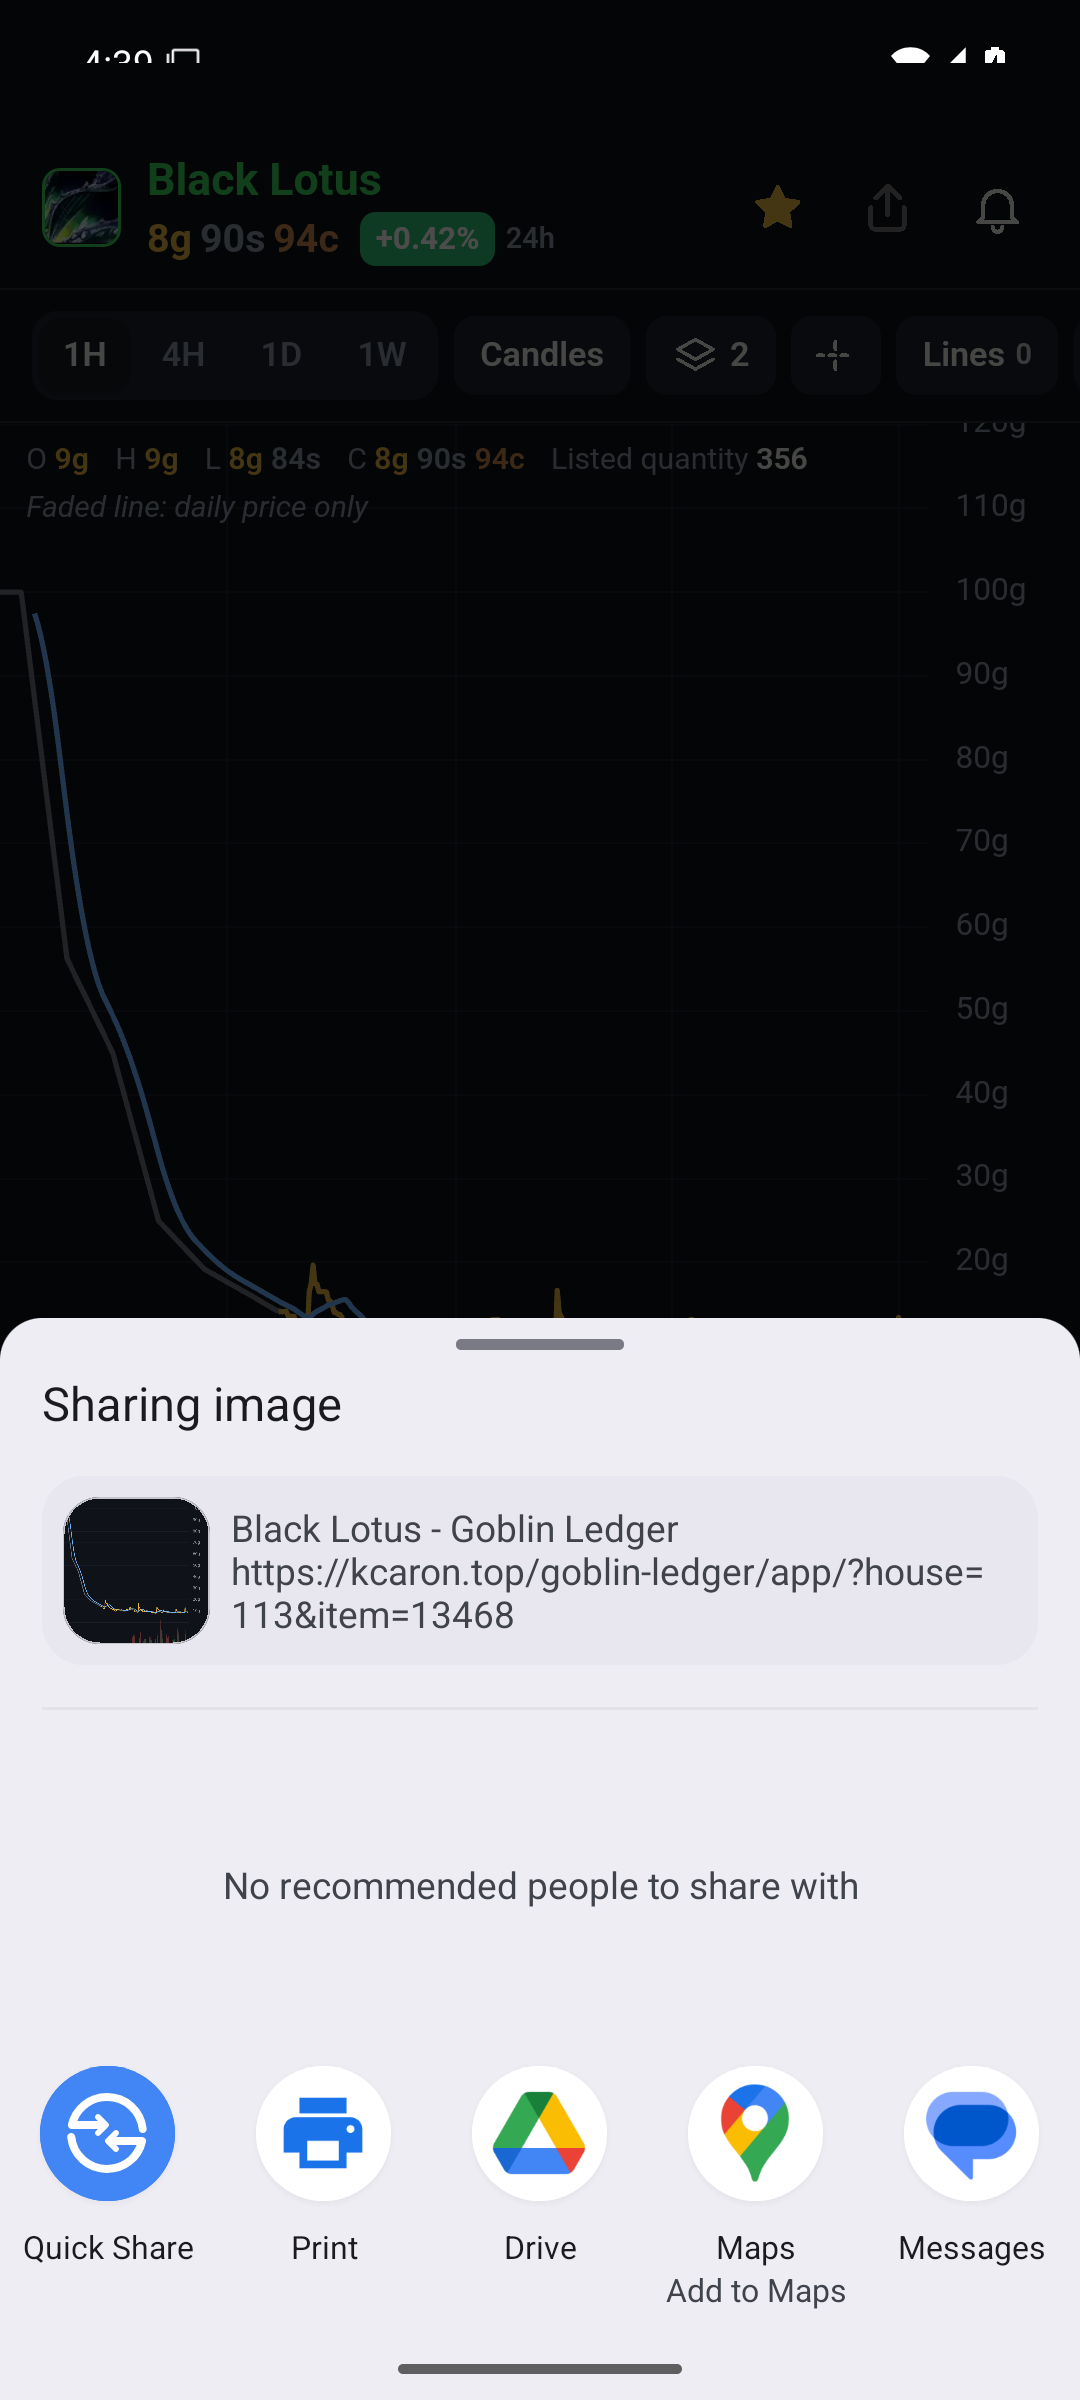 4:39
Black Lotus
8g 90s 94c +0.42% 24h
1H 4H 1D 1W Candles 2 Lines 0
120g
O 9g H 9g L 8g 84s C 8g 90s 94c Listed quantity 356
Faded line: daily price only
110g
100g
90g
80g
70g
60g
50g
40g
30g
20g
Sharing image
Black Lotus - Goblin Ledger
https://kcaron.top/goblin-ledger/app/?house=
113&item=13468
No recommended people to share with
Quick Share Print Drive Maps Messages
Add to Maps